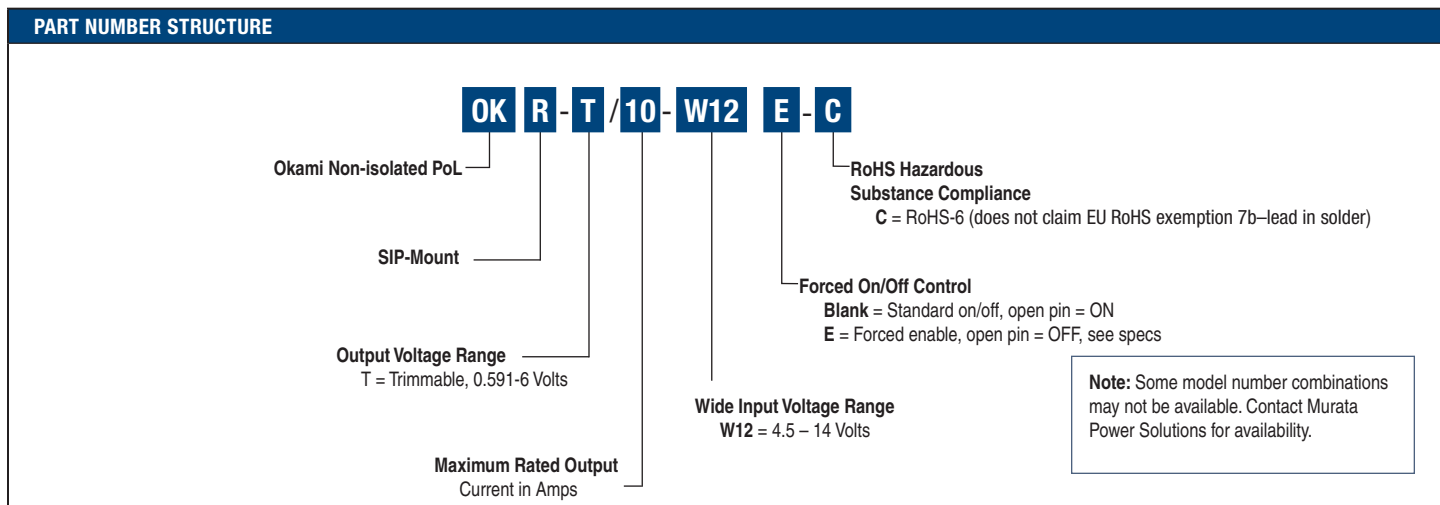 PART NUMBER STRUCTURE
OK R - T / 10 - W12 E - C
Okami Non-isolated PoL
RoHS Hazardous
Substance Compliance
C = RoHS-6 (does not claim EU RoHS exemption 7b–lead in solder)
SIP-Mount
Forced On/Off Control
Blank = Standard on/off, open pin = ON
E = Forced enable, open pin = OFF, see specs
Output Voltage Range
T = Trimmable, 0.591-6 Volts
Wide Input Voltage Range
W12 = 4.5 – 14 Volts
Maximum Rated Output
Current in Amps
Note: Some model number combinations
may not be available. Contact Murata
Power Solutions for availability.